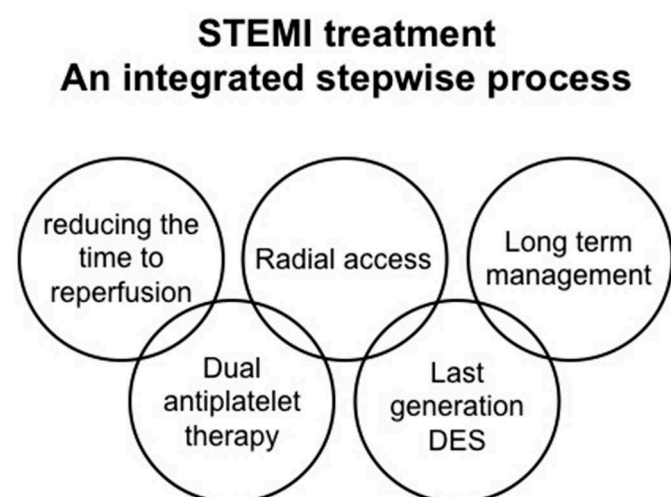 STEMI treatment
An integrated stepwise process
reducing the
time to
reperfusion
Radial access
Long term
management
Dual
antiplatelet
therapy
Last
generation
DES